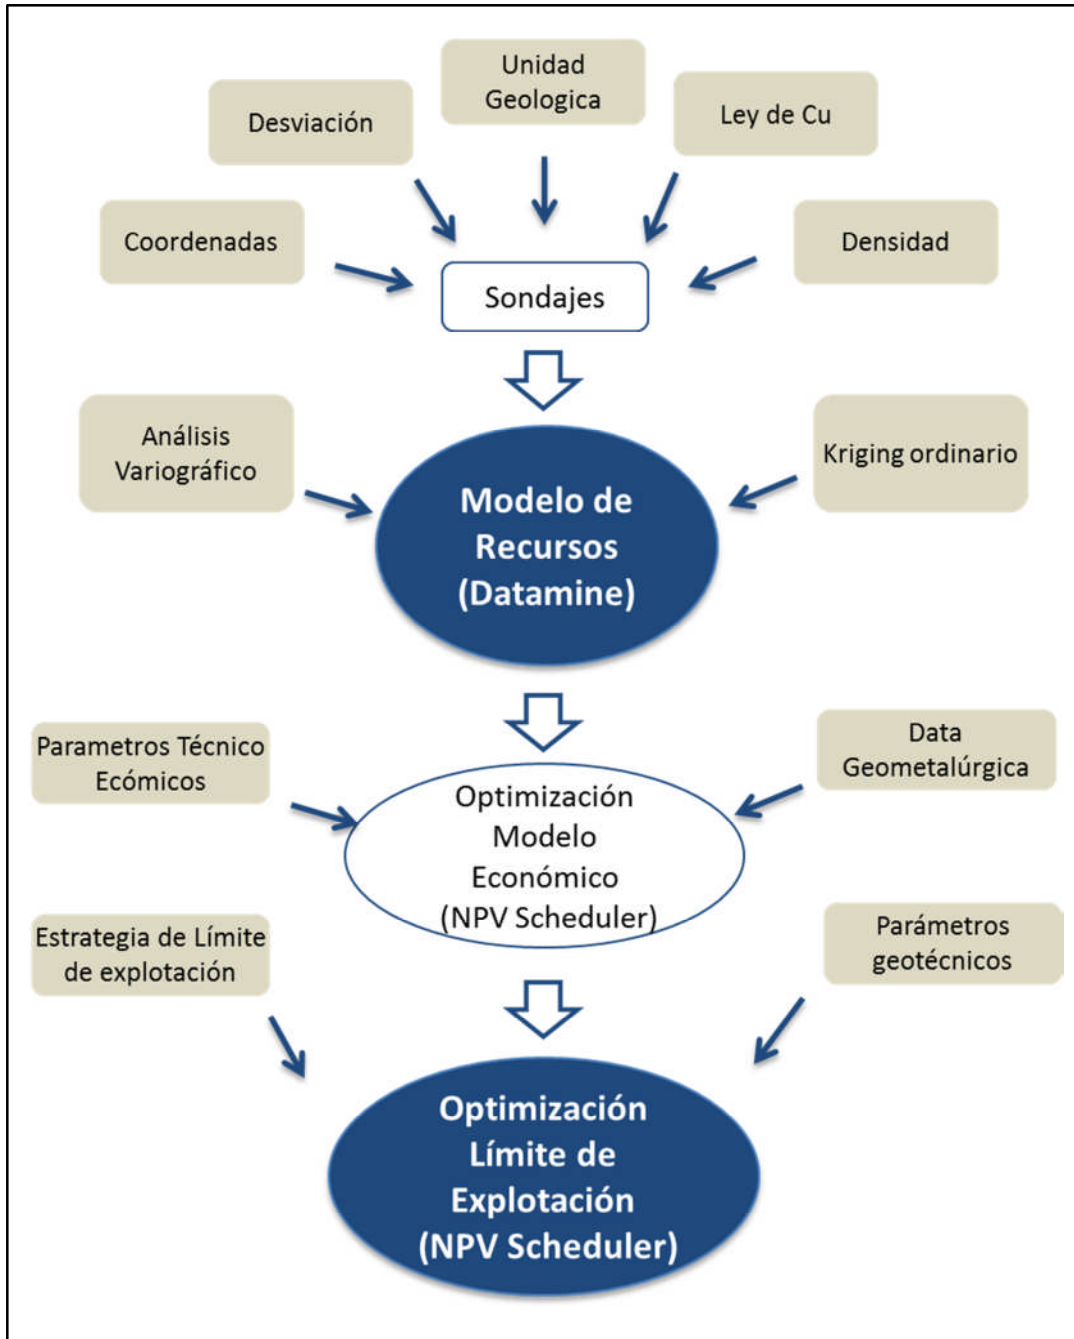 Unidad
Geologica
Desviación
Ley de Cu
Coordenadas
Densidad
Sondajes
Análisis
Variográfico
Kriging ordinario
Modelo de
Recursos
(Datamine)
Parametros Técnico
Ecómicos
Data
Geometalúrgica
Optimización
Modelo
Económico
(NPV Scheduler)
Estrategia de Límite
de explotación
Parámetros
geotécnicos
Optimización
Límite de
Explotación
(NPV Scheduler)